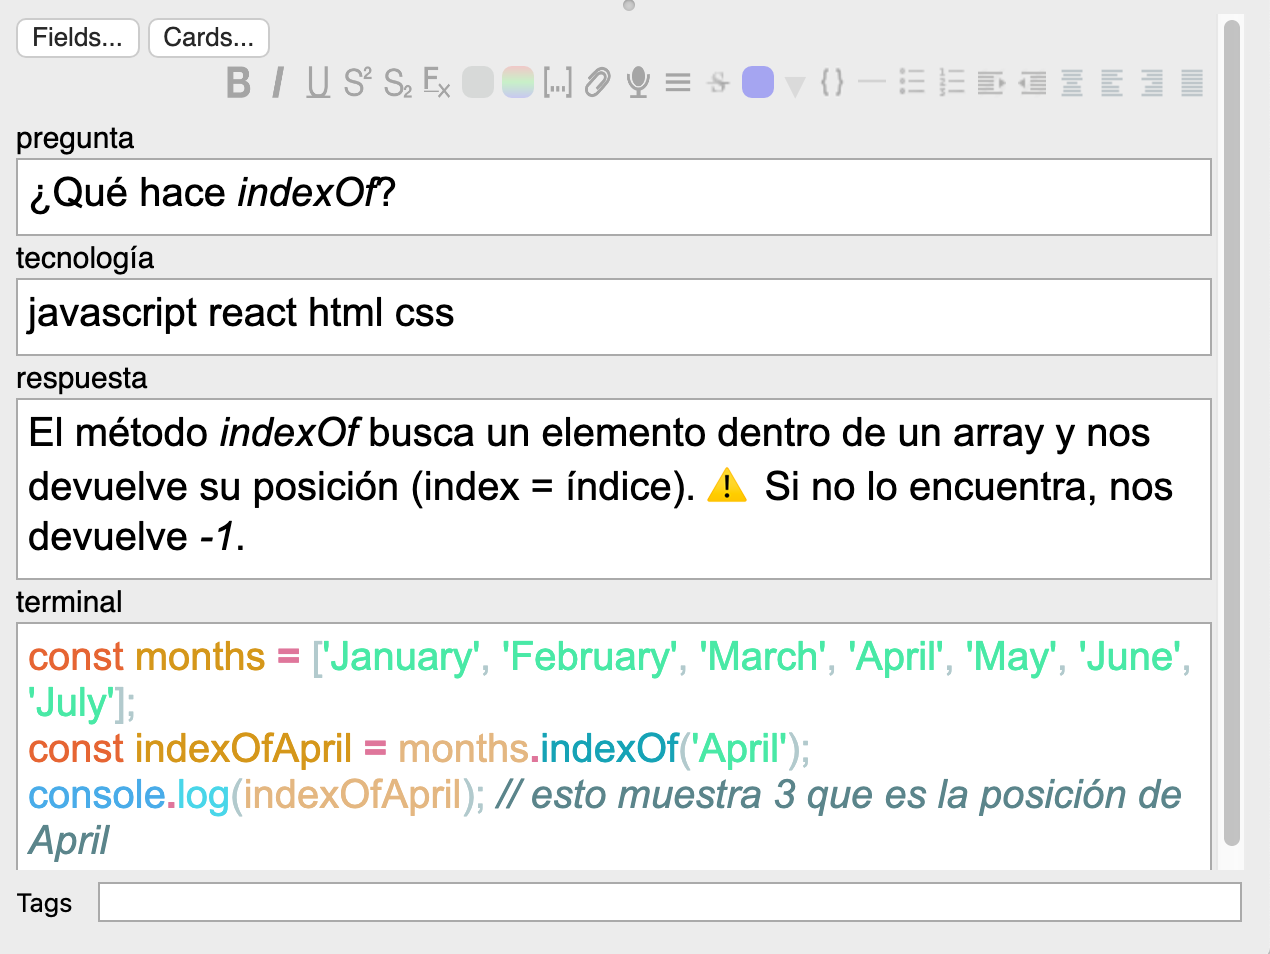 Fields... Cards...
B I U S² S₂ Fx [...] S {}
pregunta
¿Qué hace indexOf?
tecnología
javascript react html css
respuesta
El método indexOf busca un elemento dentro de un array y nos
devuelve su posición (index = índice). ⚠️ Si no lo encuentra, nos
devuelve -1.
terminal
const months = ['January', 'February', 'March', 'April', 'May', 'June',
'July'];
const indexOfApril = months.indexOf('April');
console.log(indexOfApril); // esto muestra 3 que es la posición de
April
Tags